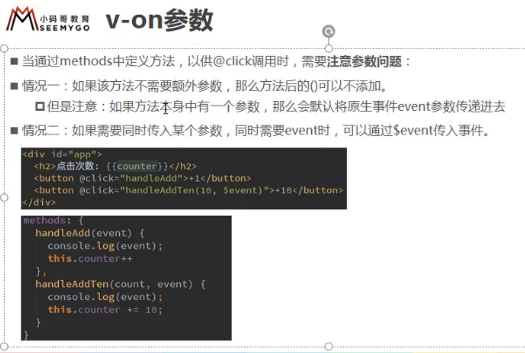 小码哥教育
SEEMYGO
v-on参数
当通过methods中定义方法，以供@click调用时，需要注意参数问题：
情况一：如果该方法不需要额外参数，那么方法后的()可以不添加。
但是注意：如果方法本身中有一个参数，那么会默认将原生事件event参数传递进去
情况二：如果需要同时传入某个参数，同时需要event时，可以通过$event传入事件。
<div id="app">
<h2>点击次数: {{counter}}</h2>
<button @click="handleAdd">+1</button>
<button @click="handleAddTen(10, $event)">+10</button>
</div>
methods: {
handleAdd(event) {
console.log(event);
this.counter++
},
handleAddTen(count, event) {
console.log(event);
this.counter += 10;
}
}